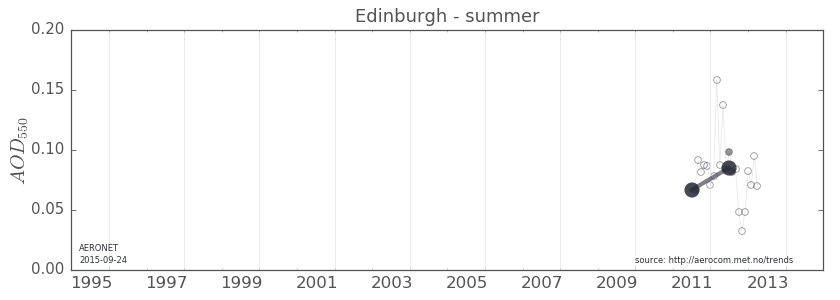 Edinburgh - summer
0.20
0.15
0.10
0.05
0.00
AOD550
AERONET
2015-09-24
source: http://aerocom.met.no/trends
1995 1997 1999 2001 2003 2005 2007 2009 2011 2013